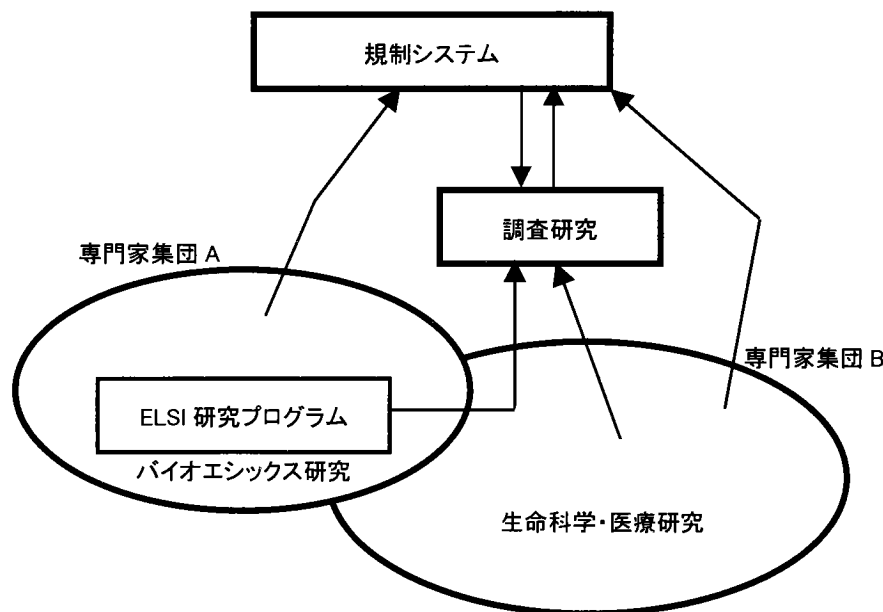 規制システム
調査研究
専門家集団 A
専門家集団 B
ELSI 研究プログラム
バイオエシックス研究
生命科学・医療研究